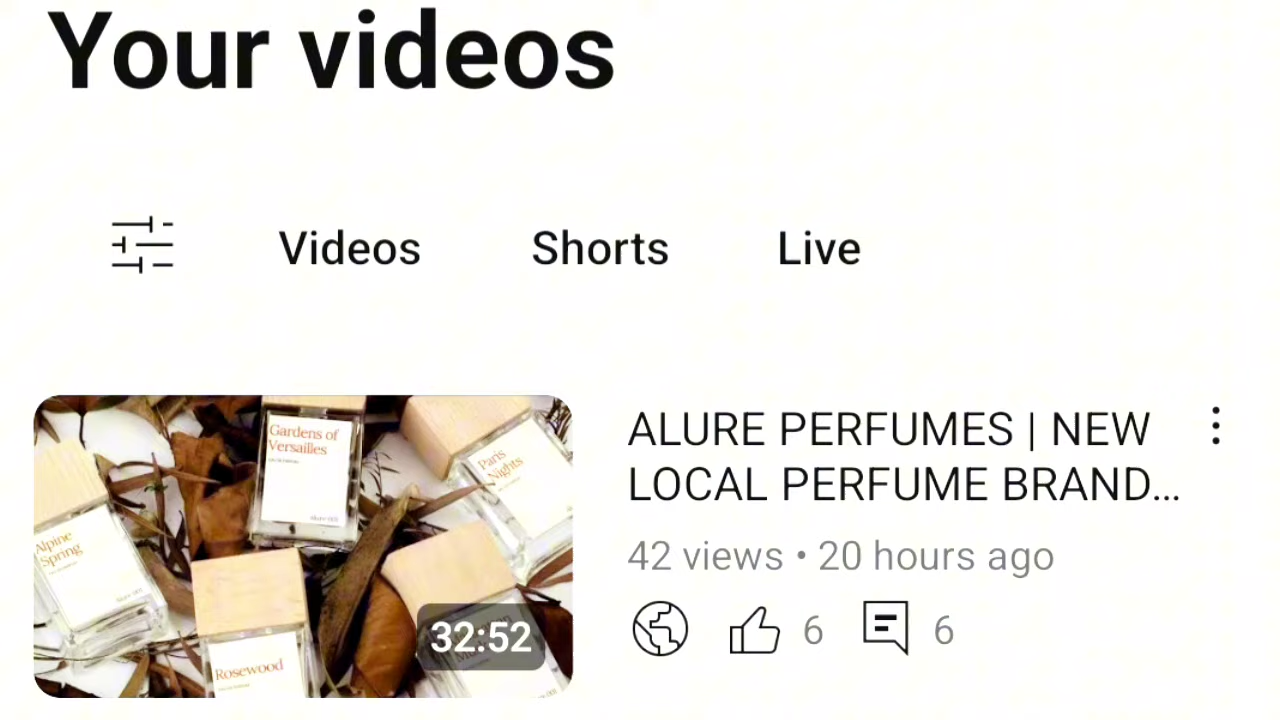 Your videos
Videos
Shorts
Live
Gardens of
Versailles
Paris
Nights
Alpine
Spring
Rosewood
32:52
ALURE PERFUMES | NEW
LOCAL PERFUME BRAND...
42 views • 20 hours ago
6
6